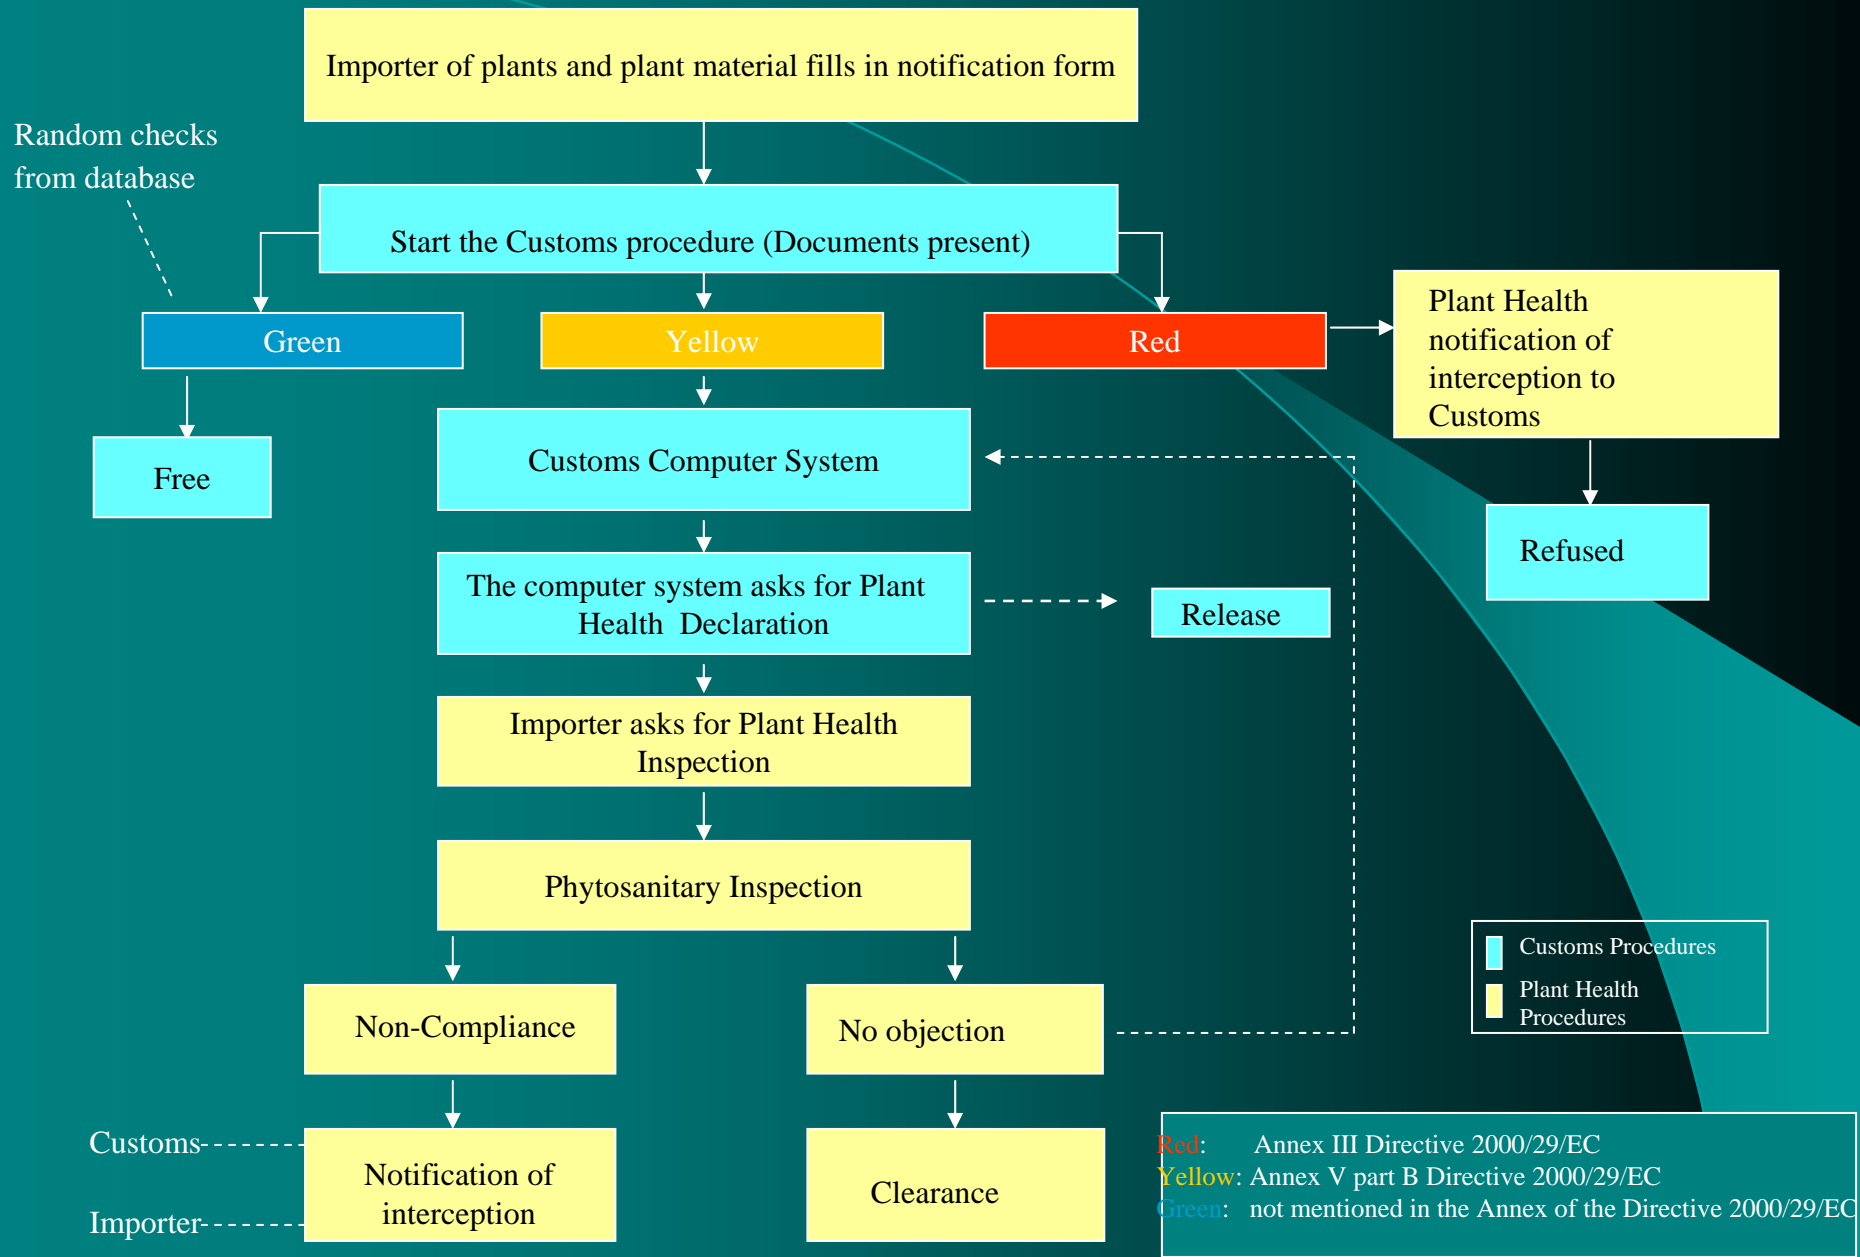 Importer of plants and plant material fills in notification form
Random checks
from database
Start the Customs procedure (Documents present)
Green
Yellow
Red
Plant Health
notification of
interception to
Customs
Free
Customs Computer System
Refused
The computer system asks for Plant
Health Declaration
Release
Importer asks for Plant Health
Inspection
Phytosanitary Inspection
Customs Procedures
Plant Health
Procedures
Non-Compliance
No objection
Customs
Importer
Notification of
interception
Clearance
Red: Annex III Directive 2000/29/EC
Yellow: Annex V part B Directive 2000/29/EC
Green: not mentioned in the Annex of the Directive 2000/29/EC